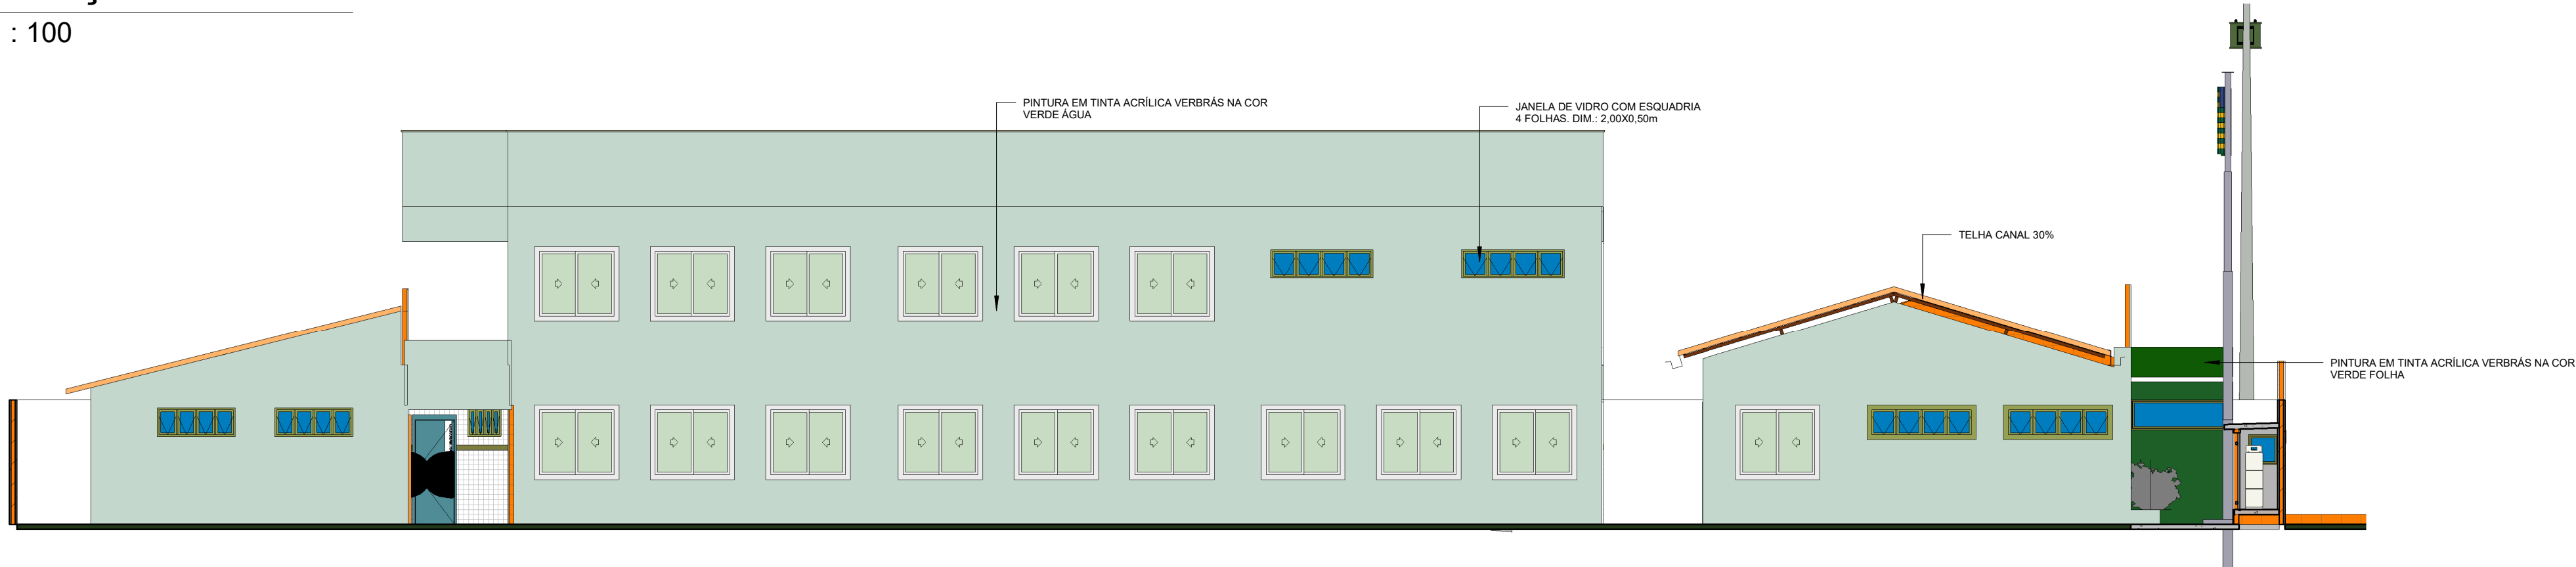 : 100
PINTURA EM TINTA ACRÍLICA VERBRÁS NA COR
VERDE ÁGUA
JANELA DE VIDRO COM ESQUADRIA
4 FOLHAS. DIM.: 2,00X0,50m
TELHA CANAL 30%
PINTURA EM TINTA ACRÍLICA VERBRÁS NA COR
VERDE FOLHA